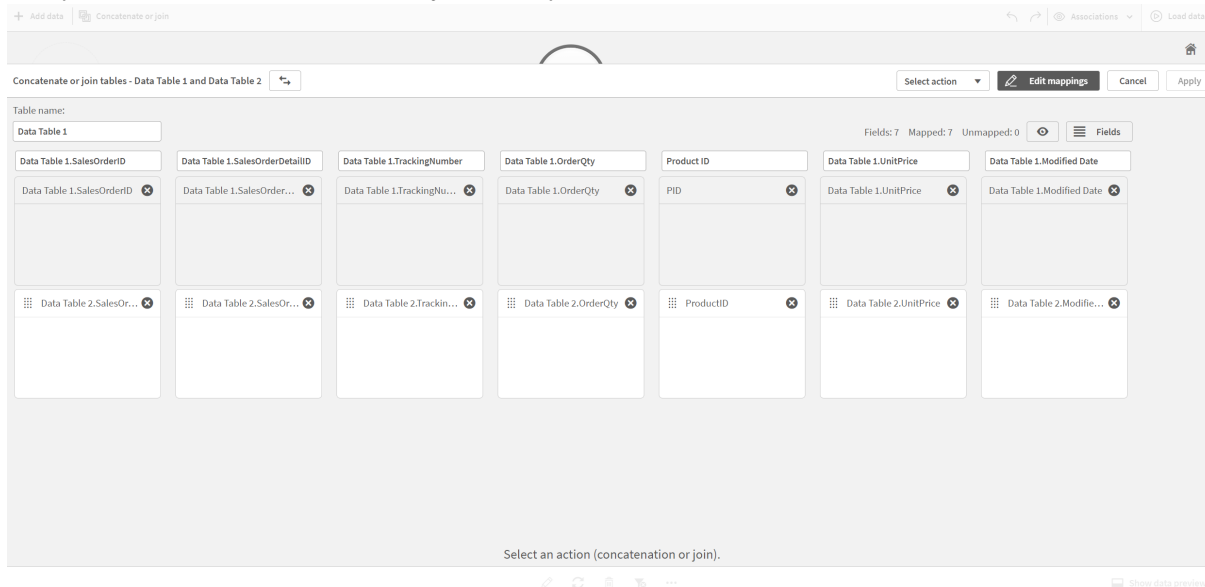 Add data Concatenate or join Associations Load data
Concatenate or join tables - Data Table 1 and Data Table 2 Select action Edit mappings Cancel Apply
Table name:
Data Table 1 Fields: 7 Mapped: 7 Unmapped: 0 Fields
Data Table 1.SalesOrderID Data Table 1.SalesOrderDetailID Data Table 1.TrackingNumber Data Table 1.OrderQty Product ID Data Table 1.UnitPrice Data Table 1.Modified Date
Data Table 1.SalesOrderID Data Table 1.SalesOrder... Data Table 1.TrackingNu... Data Table 1.OrderQty PID Data Table 1.UnitPrice Data Table 1.Modified Date
Data Table 2.SalesOr... Data Table 2.SalesOr... Data Table 2.Trackin... Data Table 2.OrderQty ProductID Data Table 2.UnitPrice Data Table 2.Modifie...
Select an action (concatenation or join).
Show data preview